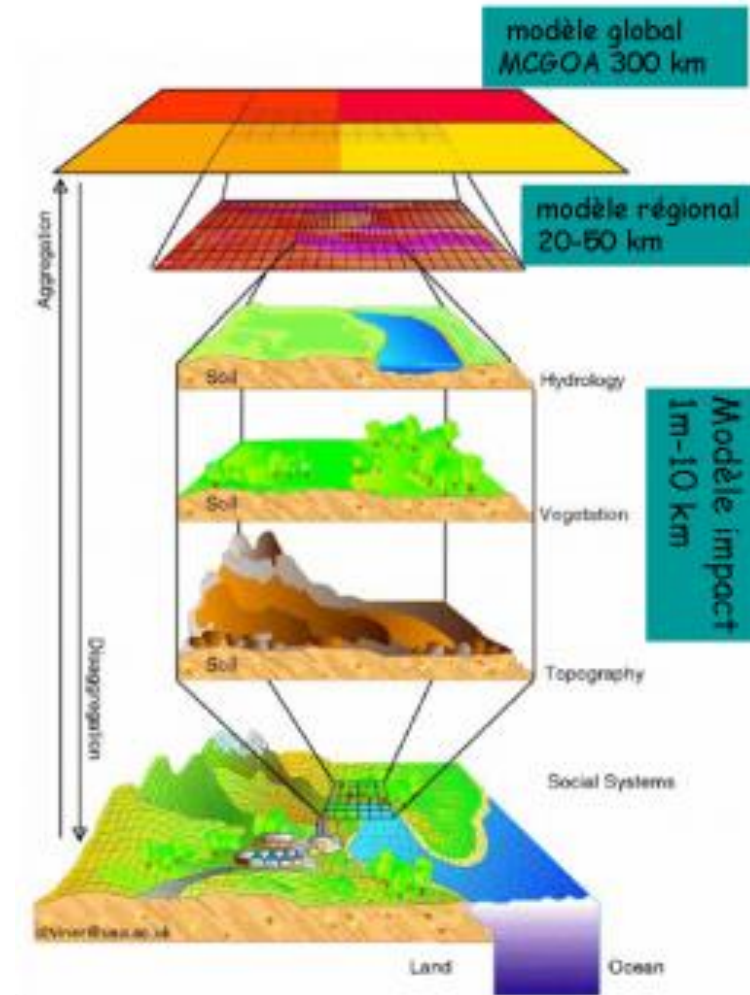 modèle global
MCGOA 300 km
modèle régional
20-50 km
Aggregation
Soil
Hydrology
Modèle impact
1m-10 km
Soil
Vegetation
Soil
Topography
Disaggregation
Social Systems
Land
Ocean